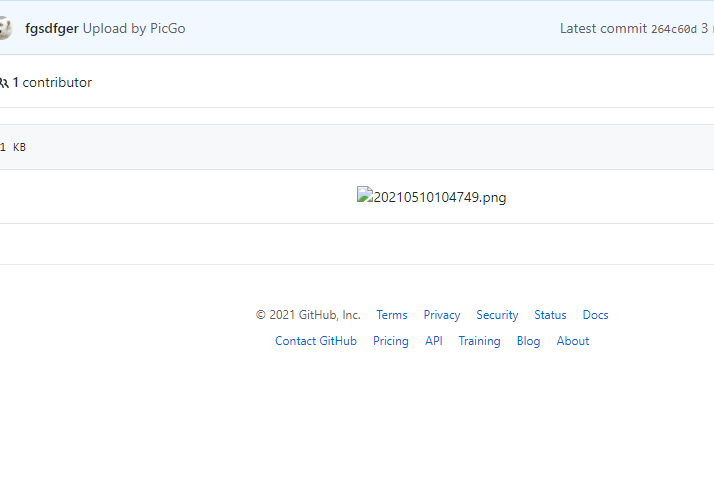 fgsdfger Upload by PicGo Latest commit 264c60d 3
1 contributor
1 KB
20210510104749.png
© 2021 GitHub, Inc. Terms Privacy Security Status Docs
Contact GitHub Pricing API Training Blog About